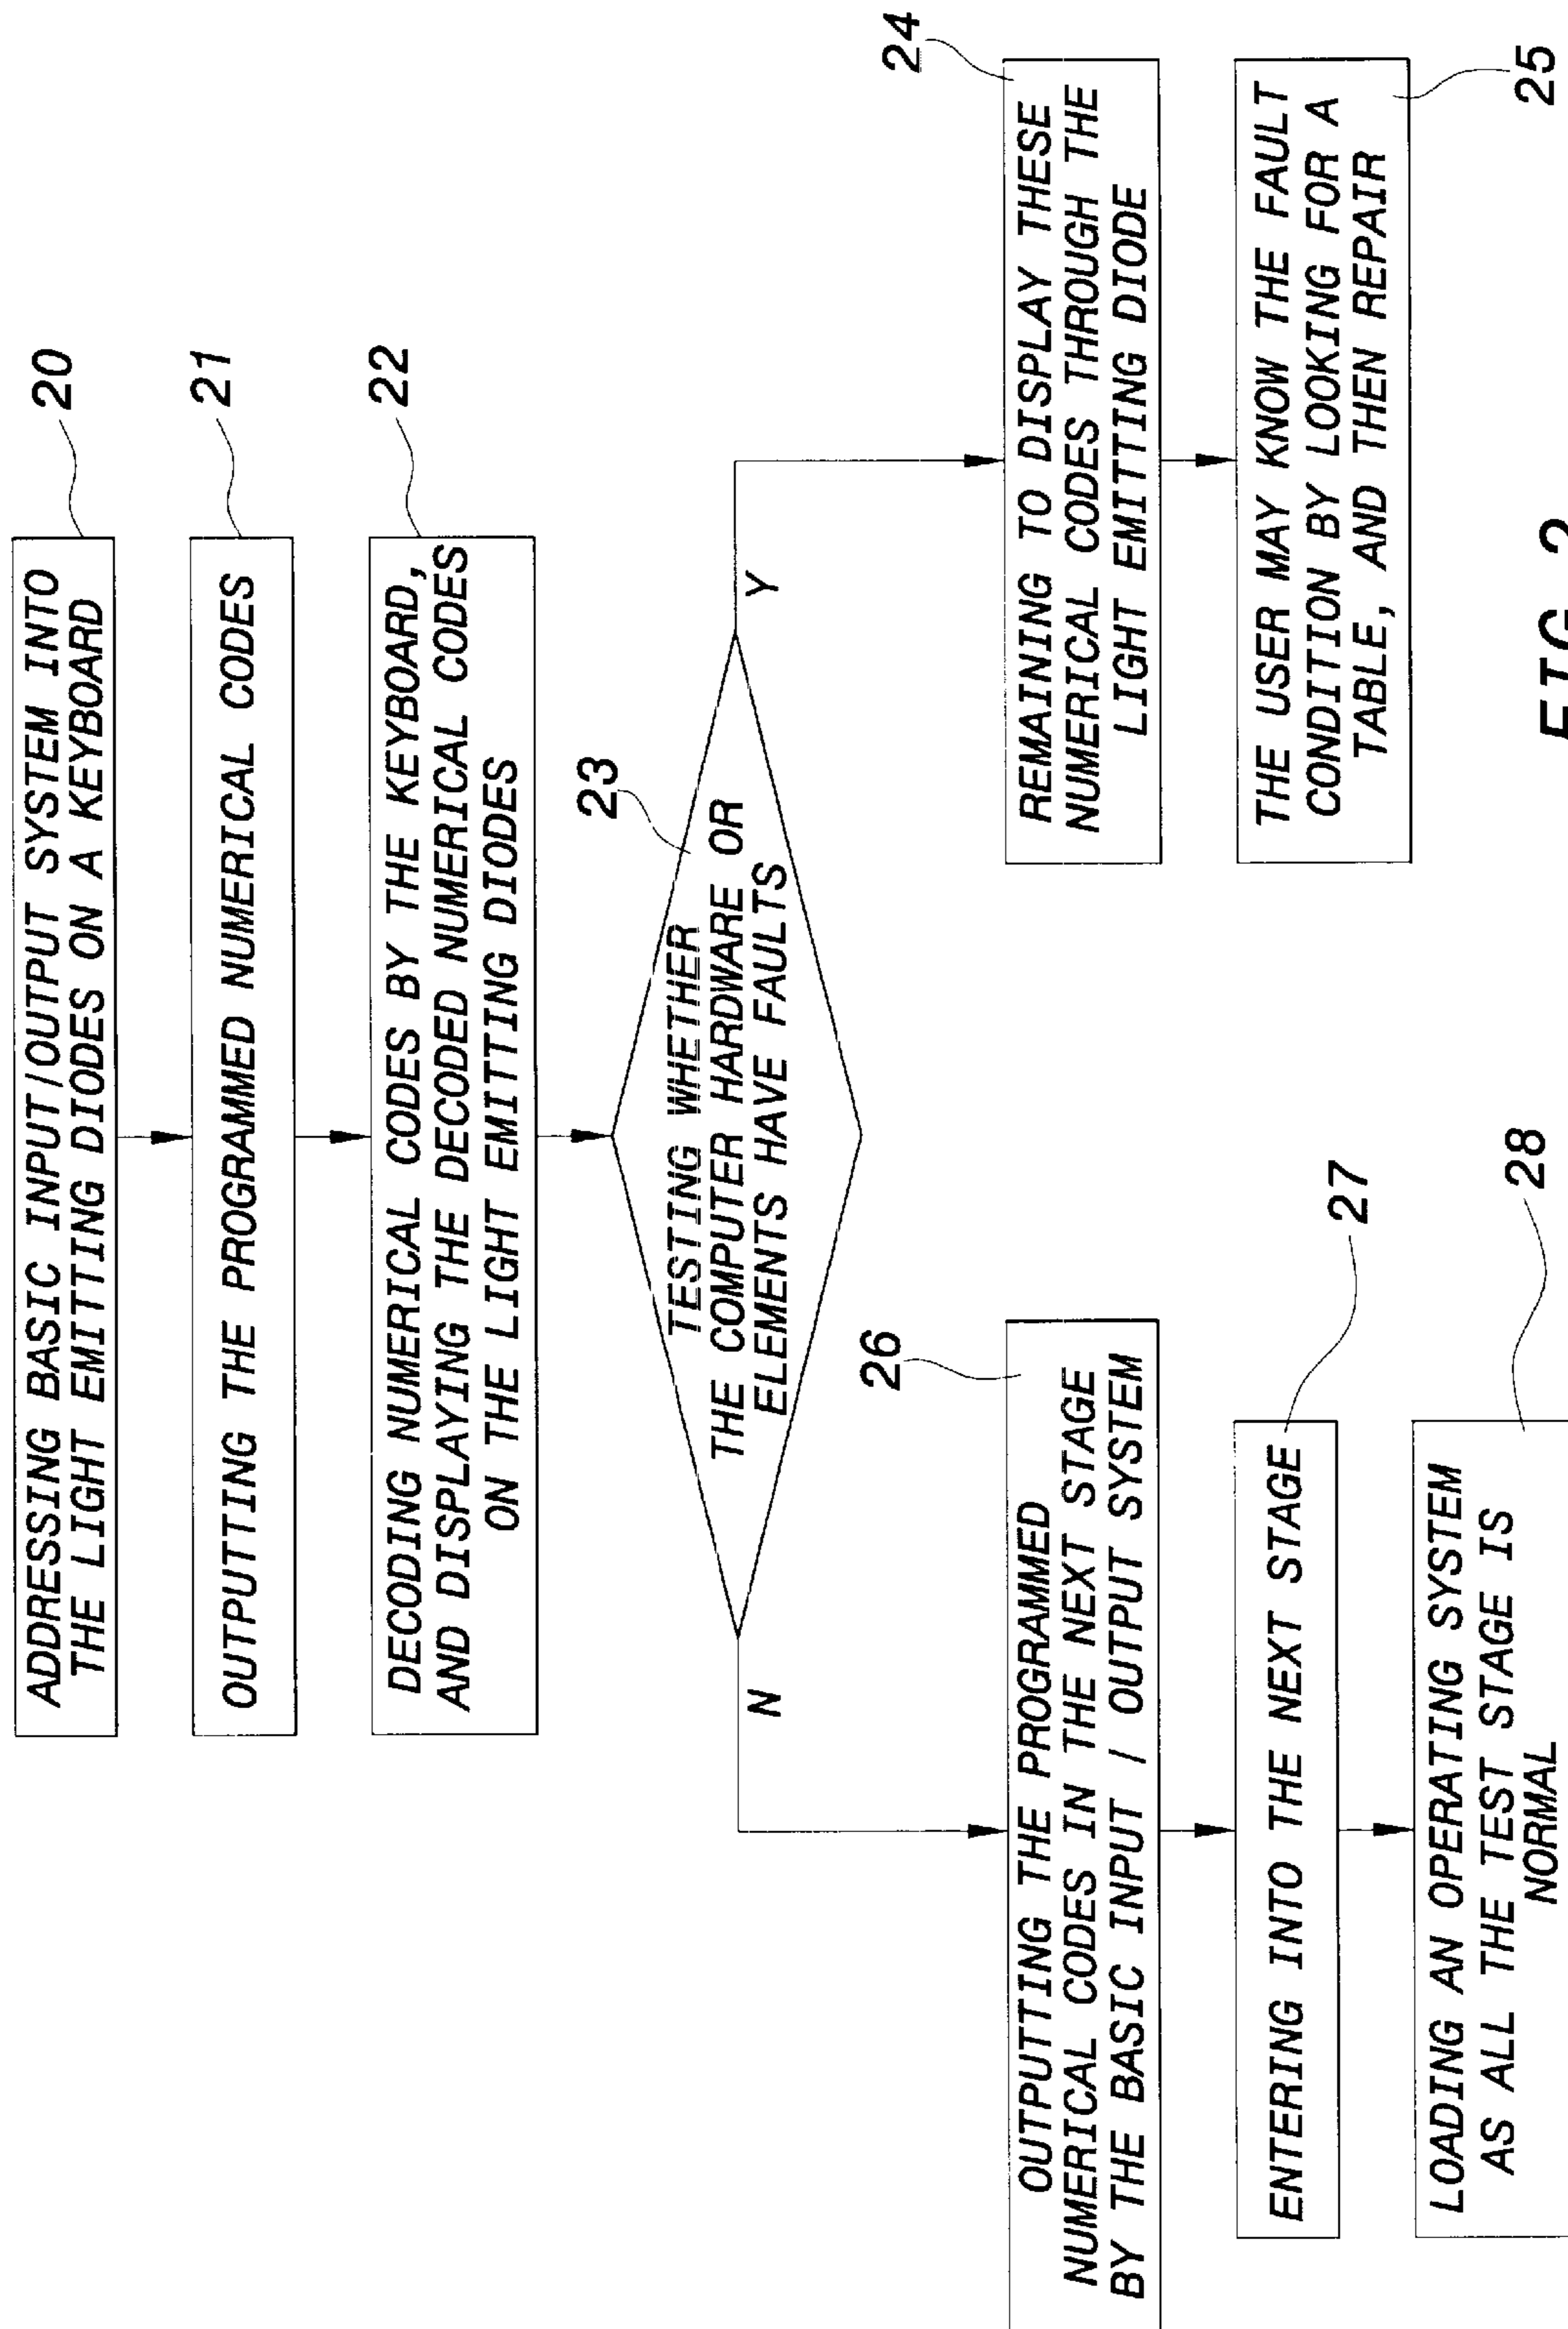 ADDRESSING BASIC INPUT/OUTPUT SYSTEM INTO
THE LIGHT EMITTING DIODES ON A KEYBOARD
20
OUTPUTTING THE PROGRAMMED NUMERICAL CODES
21
DECODING NUMERICAL CODES BY THE KEYBOARD,
AND DISPLAYING THE DECODED NUMERICAL CODES
ON THE LIGHT EMITTING DIODES
22
TESTING WHETHER
THE COMPUTER HARDWARE OR
ELEMENTS HAVE FAULTS
23
N
Y
OUTPUTTING THE PROGRAMMED
NUMERICAL CODES IN THE NEXT STAGE
BY THE BASIC INPUT / OUTPUT SYSTEM
26
REMAINING TO DISPLAY THESE
NUMERICAL CODES THROUGH THE
LIGHT EMITTING DIODE
24
ENTERING INTO THE NEXT STAGE
27
THE USER MAY KNOW THE FAULT
CONDITION BY LOOKING FOR A
TABLE, AND THEN REPAIR
25
LOADING AN OPERATING SYSTEM
AS ALL THE TEST STAGE IS
NORMAL
28